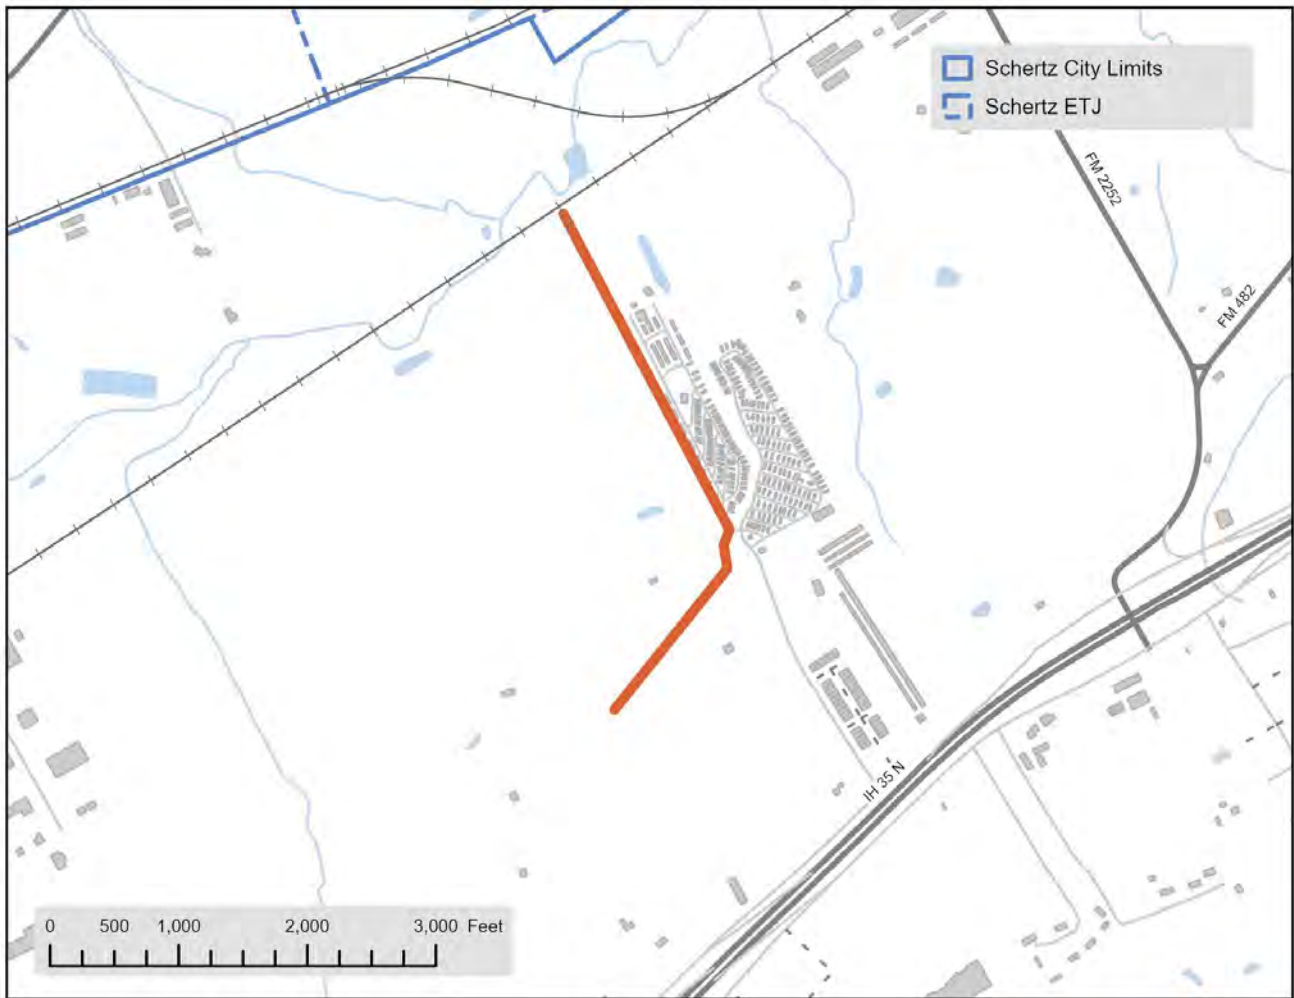 Schertz City Limits
Schertz ETJ
FM 2252
FM 482
IH 35 N
0 500 1,000 2,000 3,000 Feet